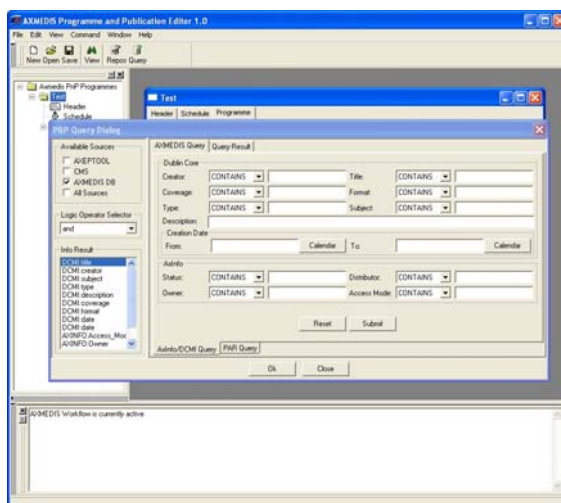 AXMEDIS Programme and Publication Editor 1.0
File Edit View Command Window Help
New Open Save View Repos Query
Axmedis PnP Programmes
Test
Header
Schedule
Test
Header Schedule Programme
PnP Query Dialog
Available Sources
AXEPTOOL
CMS
AXMEDIS DB
All Sources
Logic Operator Selector
and
Info Result
DCMI:title
DCMI:creator
DCMI:subject
DCMI:type
DCMI:description
DCMI:coverage
DCMI:format
DCMI:date
DCMI:date
AXINFO:Access_Moc
AXINFO:Owner
AXMEDIS Query Query Result
Dublin Core
Creator: CONTAINS Title: CONTAINS
Coverage: CONTAINS Format: CONTAINS
Type: CONTAINS Subject: CONTAINS
Description:
Creation Date
From: Calendar To: Calendar
AxInfo
Status: CONTAINS Distributor: CONTAINS
Owner: CONTAINS Access Mode: CONTAINS
Reset Submit
AxInfo/DCMI Query PAR Query
Ok Close
AXMEDIS Workflow is currently active